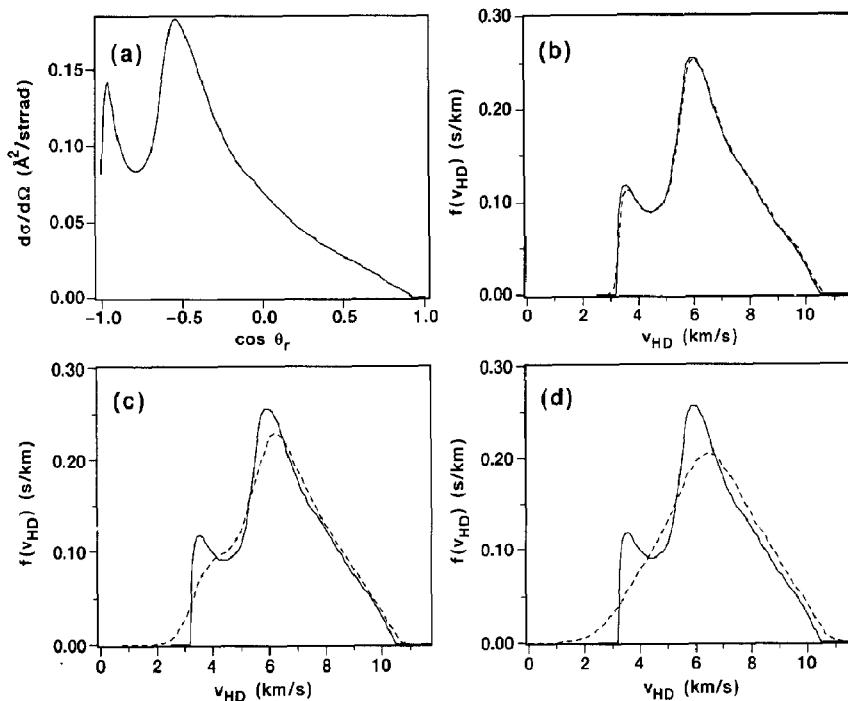 (a)
dσ/dΩ (Å²/strrad)
0.15
0.10
0.05
0.00
−1.0 −0.5 0.0 0.5 1.0
cos θr
(b)
f(vHD) (s/km)
0.30
0.20
0.10
0.00
0 2 4 6 8 10
vHD (km/s)
(c)
f(vHD) (s/km)
0.30
0.20
0.10
0.00
0 2 4 6 8 10
vHD (km/s)
(d)
f(vHD) (s/km)
0.30
0.20
0.10
0.00
0 2 4 6 8 10
vHD (km/s)